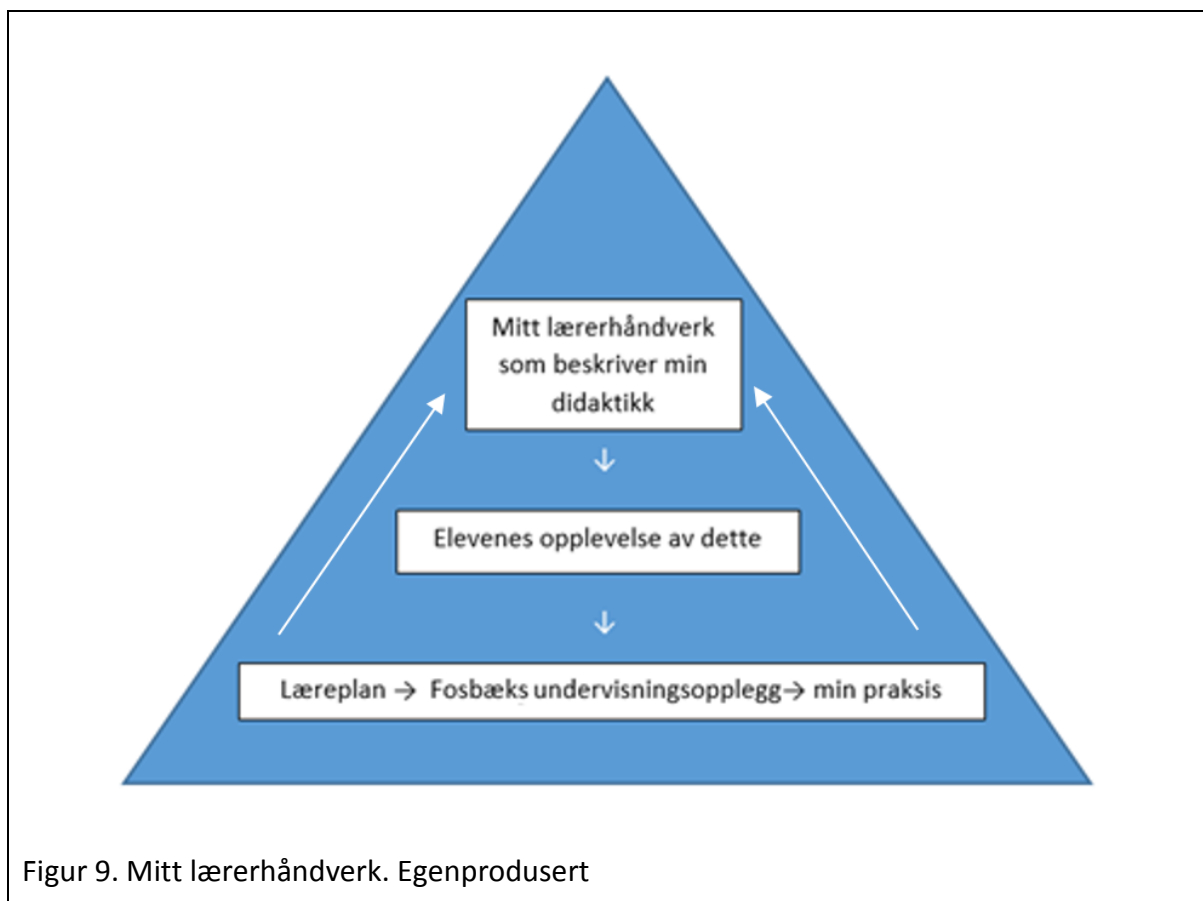 Mitt lærerhåndverk
som beskriver min
didaktikk
↓
Elevenes opplevelse av dette
↓
Læreplan → Fosbæks undervisningsopplegg→ min praksis
Figur 9. Mitt lærerhåndverk. Egenprodusert